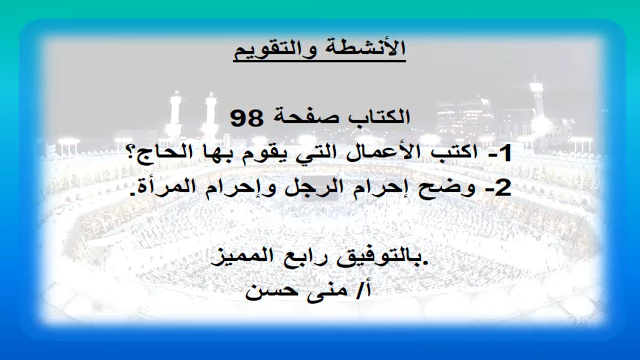 الأنشطة والتقويم
الكتاب صفحة 98
1- اكتب الأعمال التي يقوم بها الحاج؟
2- وضح إحرام الرجل وإحرام المرأة.
.بالتوفيق رابع المميز
أ/ منى حسن